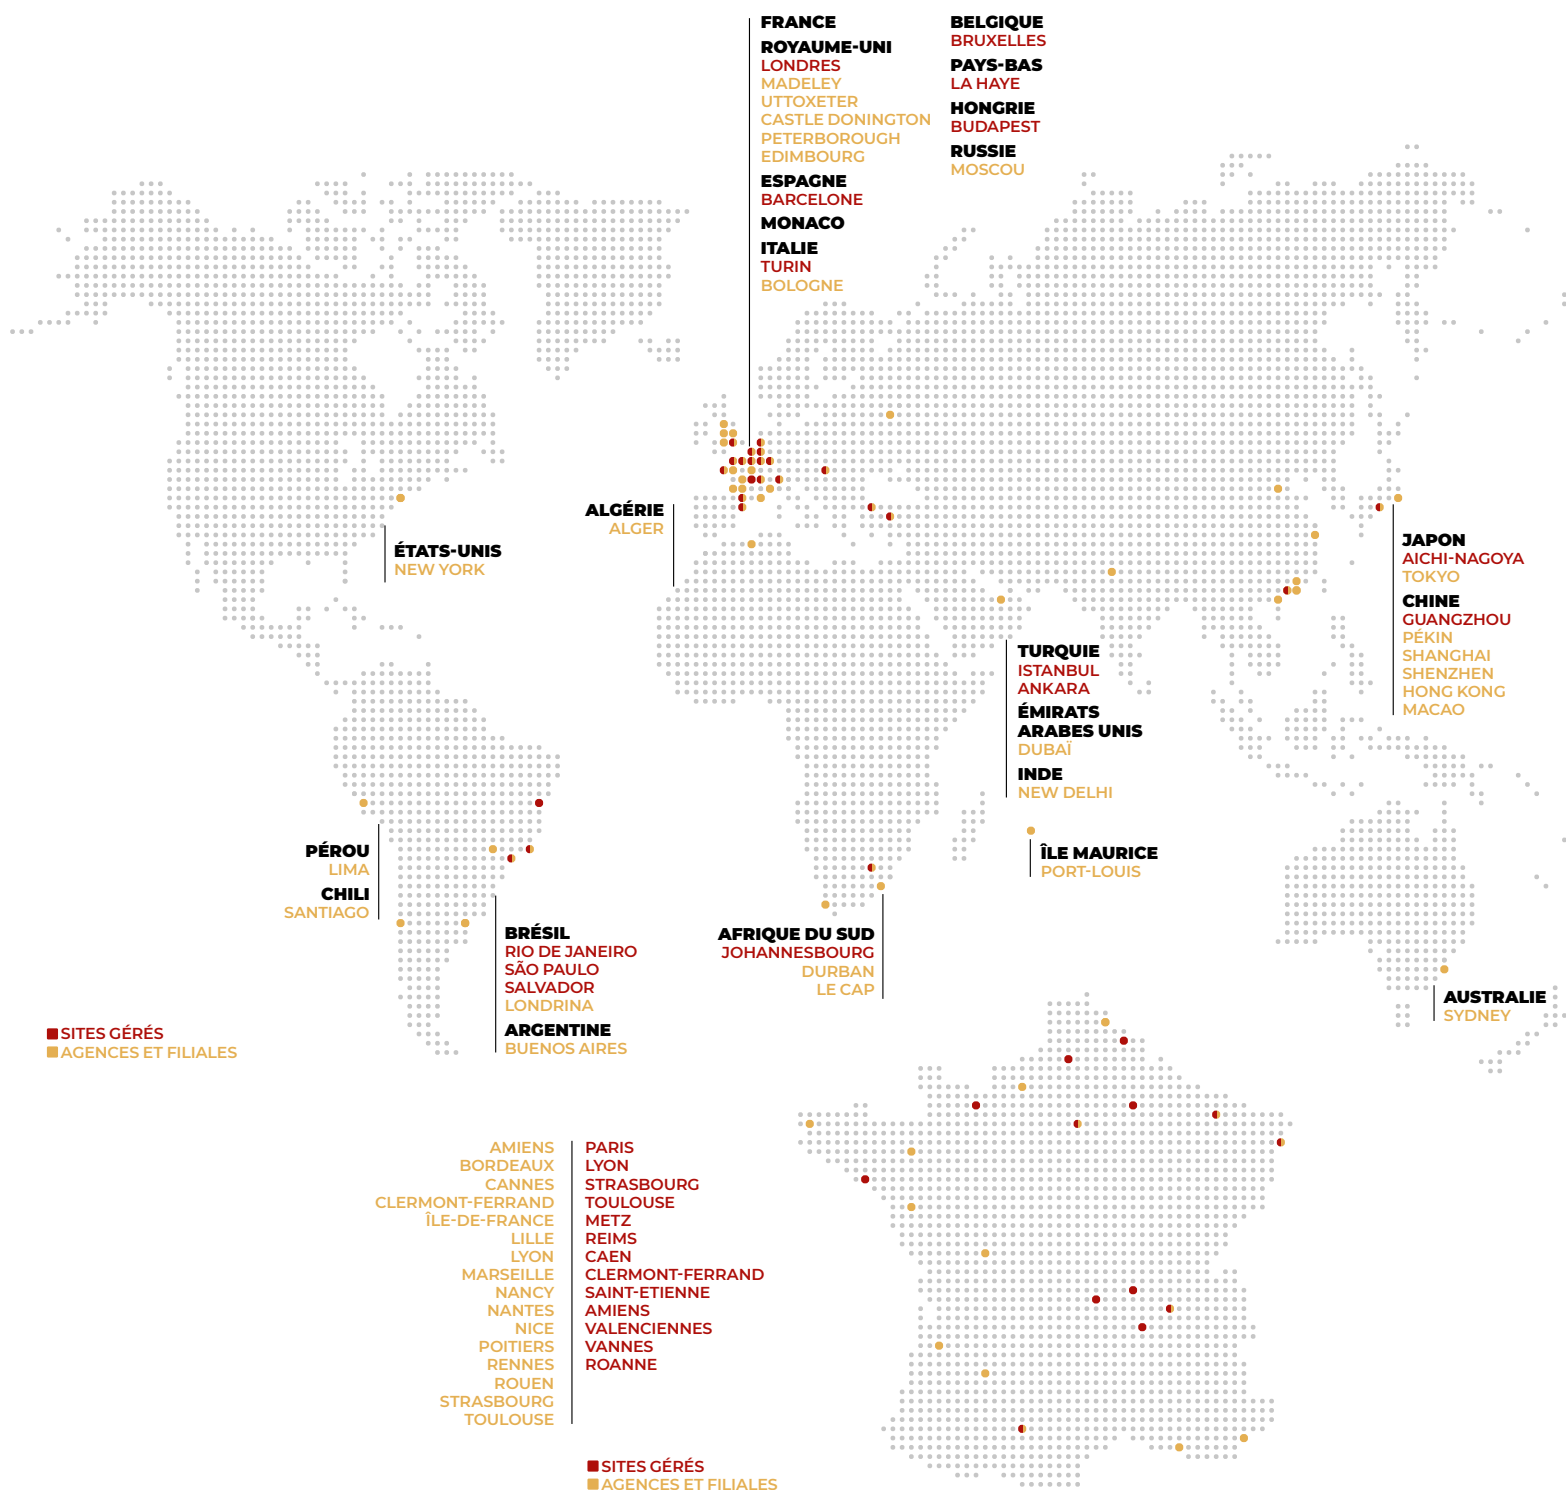 FRANCE
ROYAUME-UNI
LONDRES
MADELEY
UTTOXETER
CASTLE DONINGTON
PETERBOROUGH
EDIMBOURG
ESPAGNE
BARCELONE
MONACO
ITALIE
TURIN
BOLOGNE
BELGIQUE
BRUXELLES
PAYS-BAS
LA HAYE
HONGRIE
BUDAPEST
RUSSIE
MOSCOU
ALGÉRIE
ALGER
ÉTATS-UNIS
NEW YORK
JAPON
AICHI-NAGOYA
TOKYO
CHINE
GUANGZHOU
PÉKIN
SHANGHAI
SHENZHEN
HONG KONG
MACAO
TURQUIE
ISTANBUL
ANKARA
ÉMIRATS
ARABES UNIS
DUBAÏ
INDE
NEW DELHI
ÎLE MAURICE
PORT-LOUIS
PÉROU
LIMA
CHILI
SANTIAGO
BRÉSIL
RIO DE JANEIRO
SÃO PAULO
SALVADOR
LONDRINA
ARGENTINE
BUENOS AIRES
AFRIQUE DU SUD
JOHANNESBOURG
DURBAN
LE CAP
AUSTRALIE
SYDNEY
SITES GÉRÉS
AGENCES ET FILIALES
AMIENS
BORDEAUX
CANNES
CLERMONT-FERRAND
ÎLE-DE-FRANCE
LILLE
LYON
MARSEILLE
NANCY
NANTES
NICE
POITIERS
RENNES
ROUEN
STRASBOURG
TOULOUSE
PARIS
LYON
STRASBOURG
TOULOUSE
METZ
REIMS
CAEN
CLERMONT-FERRAND
SAINT-ETIENNE
AMIENS
VALENCIENNES
VANNES
ROANNE
SITES GÉRÉS
AGENCES ET FILIALES